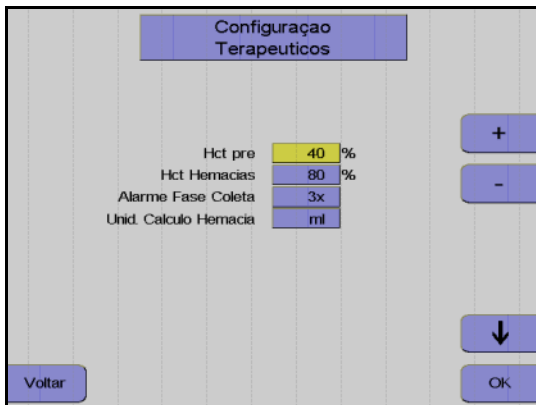 Configuraçao
Terapeuticos
+
Hct pre 40 %
Hct Hemacias 80 %
-
Alarme Fase Coleta 3x
Unid. Calculo Hemacia ml
↓
Voltar
OK